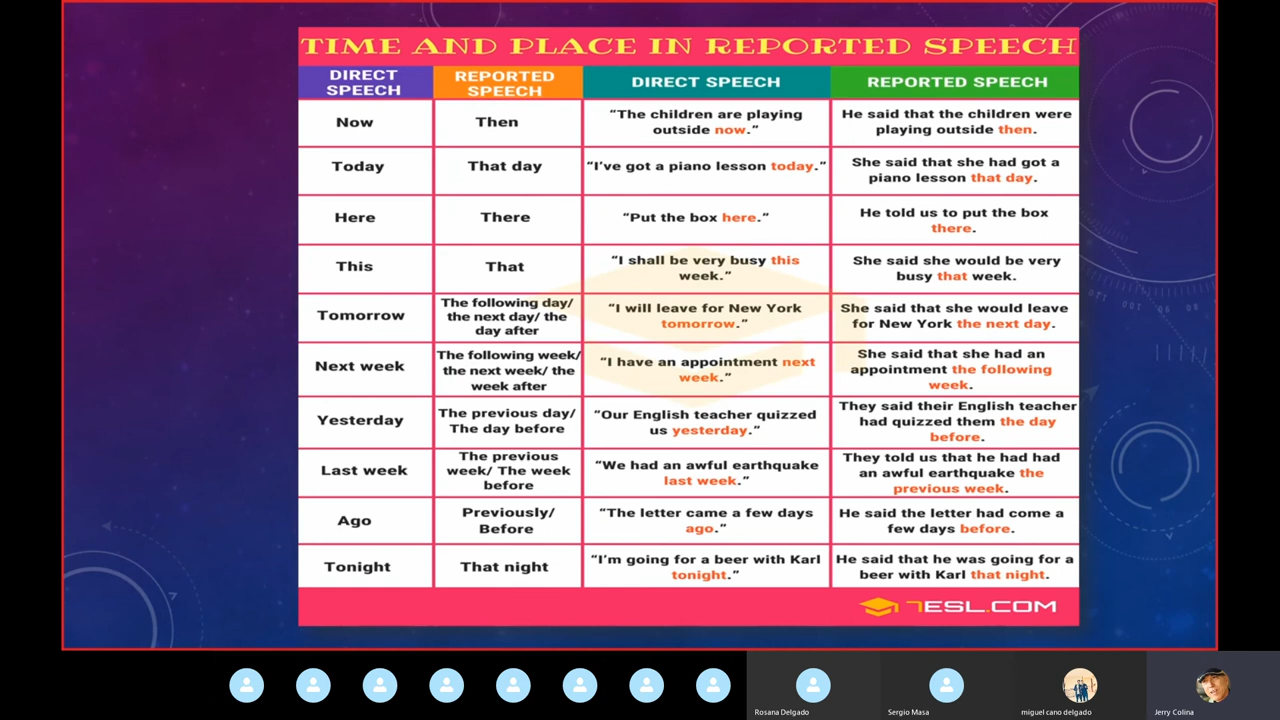 TIME AND PLACE IN REPORTED SPEECH
DIRECT
SPEECH
REPORTED
SPEECH
DIRECT SPEECH
REPORTED SPEECH
Now
Then
“The children are playing
outside now.”
He said that the children were
playing outside then.
Today
That day
“I’ve got a piano lesson today.”
She said that she had got a
piano lesson that day.
Here
There
“Put the box here.”
He told us to put the box
there.
This
That
“I shall be very busy this
week.”
She said she would be very
busy that week.
Tomorrow
The following day/
the next day/ the
day after
“I will leave for New York
tomorrow.”
She said that she would leave
for New York the next day.
Next week
The following week/
the next week/ the
week after
“I have an appointment next
week.”
She said that she had an
appointment the following
week.
Yesterday
The previous day/
The day before
“Our English teacher quizzed
us yesterday.”
They said their English teacher
had quizzed them the day
before.
Last week
The previous
week/ The week
before
“We had an awful earthquake
last week.”
They told us that he had had
an awful earthquake the
previous week.
Ago
Previously/
Before
“The letter came a few days
ago.”
He said the letter had come a
few days before.
Tonight
That night
“I’m going for a beer with Karl
tonight.”
He said that he was going for a
beer with Karl that night.
7ESL.COM
Rosana Delgado
Sergio Masa
miguel cano delgado
Jerry Colina